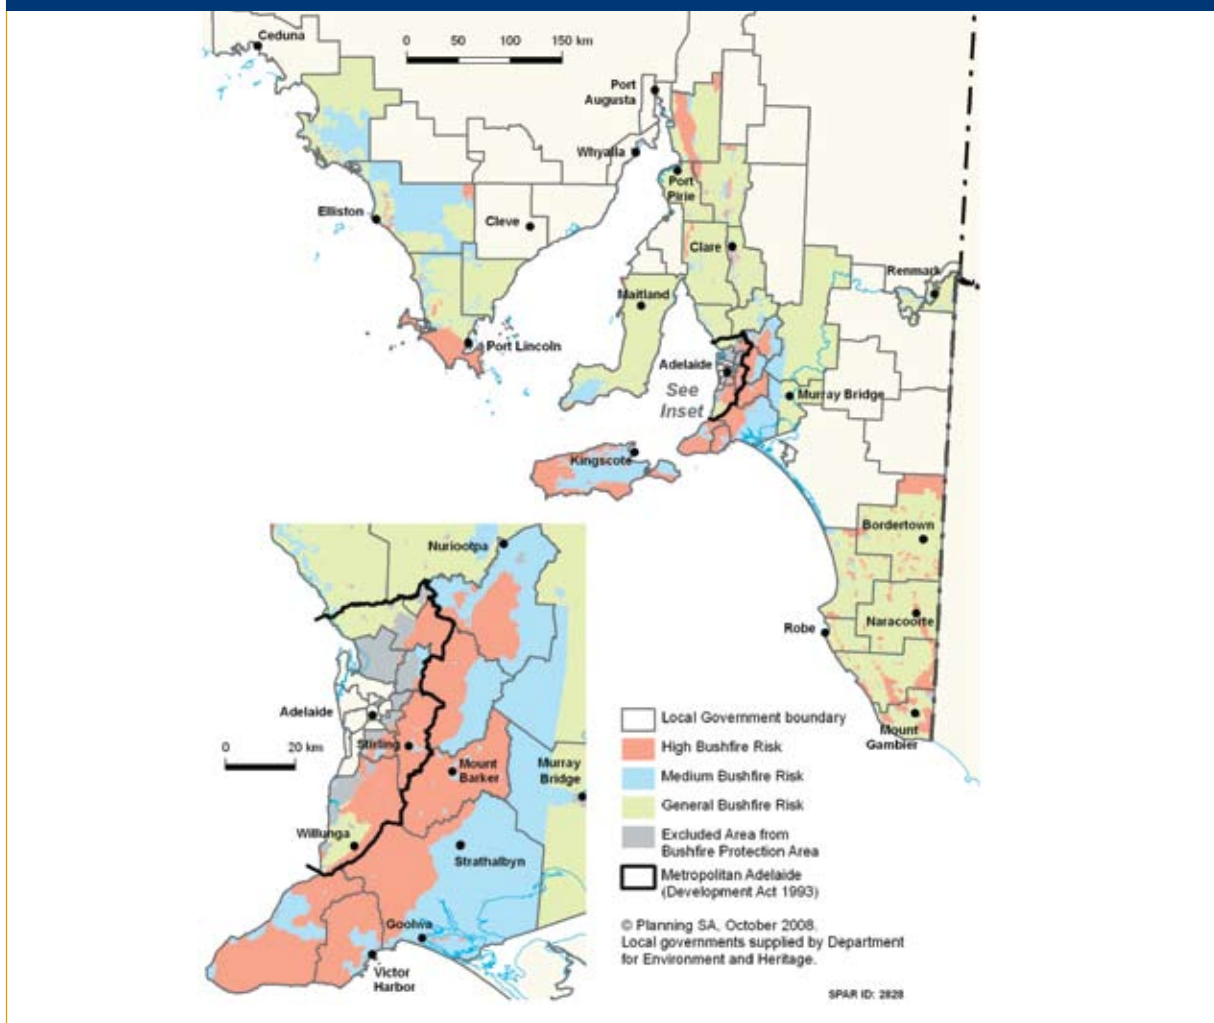 Ceduna
0 50 100 150 km
Port
Augusta
Whyalla
Port
Pirie
Elliston
Cleve
Clare
Renmark
Maitland
Port Lincoln
Adelaide
See
Inset
Murray Bridge
Kingscote
Bordertown
Naracoorte
Robe
Mount
Gambier
Nuriootpa
Adelaide
0 20 km
Stirling
Mount
Barker
Murray
Bridge
Willunga
Strathalbyn
Goolwa
Victor
Harbor
Local Government boundary
High Bushfire Risk
Medium Bushfire Risk
General Bushfire Risk
Excluded Area from
Bushfire Protection Area
Metropolitan Adelaide
(Development Act 1993)
© Planning SA, October 2008.
Local governments supplied by Department
for Environment and Heritage.
SPAR ID: 2828